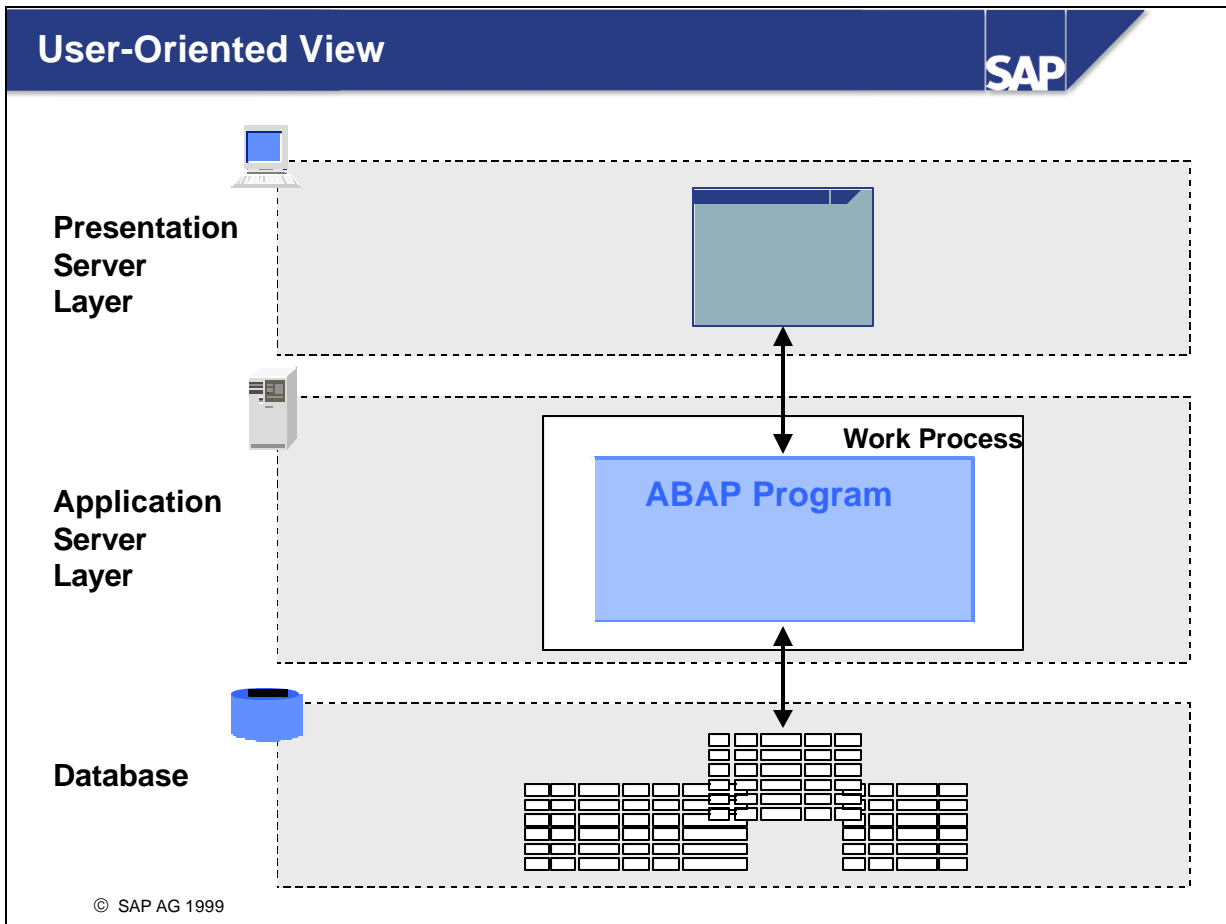 User-Oriented View
SAP
Presentation
Server
Layer
Work Process
ABAP Program
Application
Server
Layer
Database
© SAP AG 1999